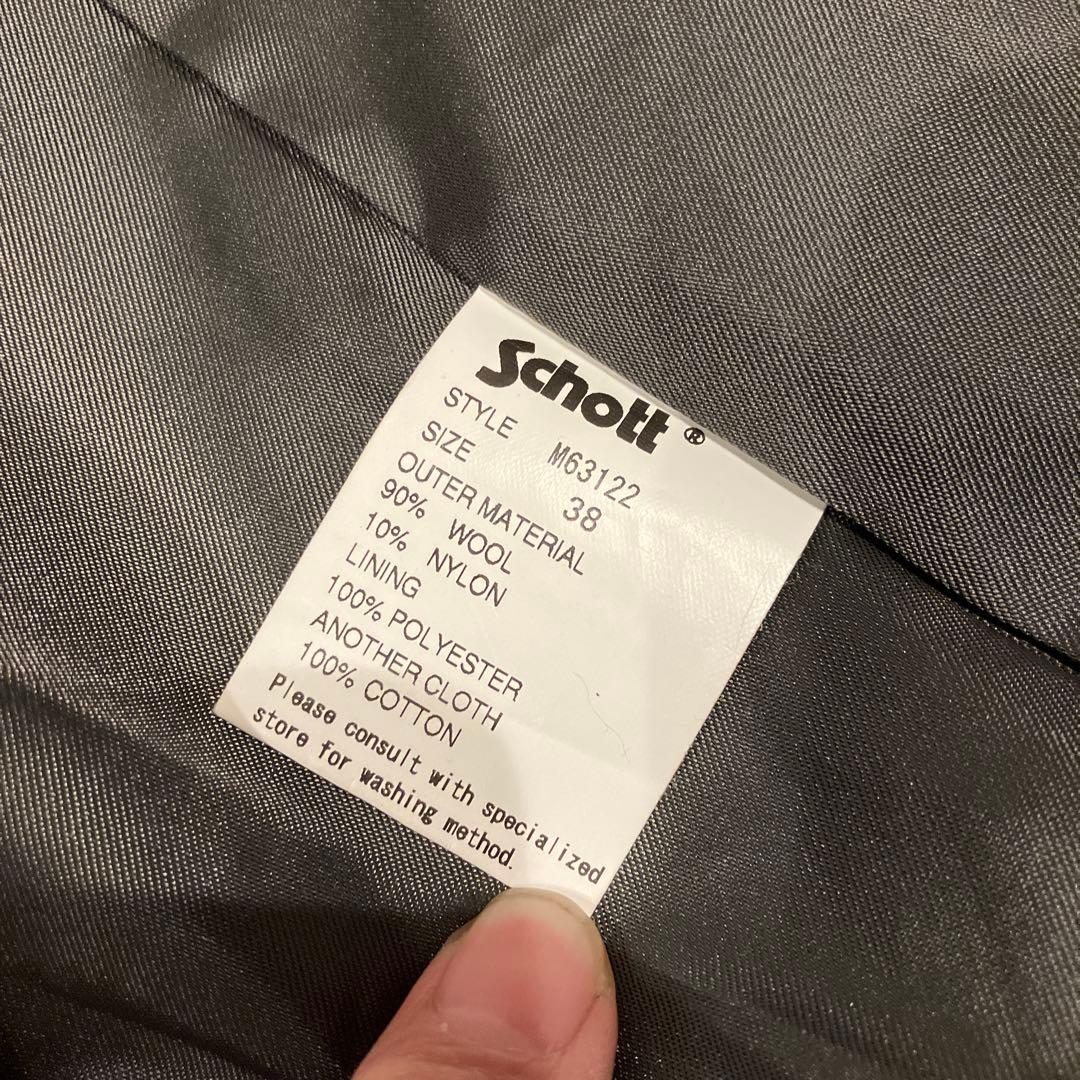 Schott ®
STYLE M63122
SIZE 38
OUTER MATERIAL
90% WOOL
10% NYLON
LINING
100% POLYESTER
ANOTHER CLOTH
100% COTTON
Please consult with specialized
store for washing method.